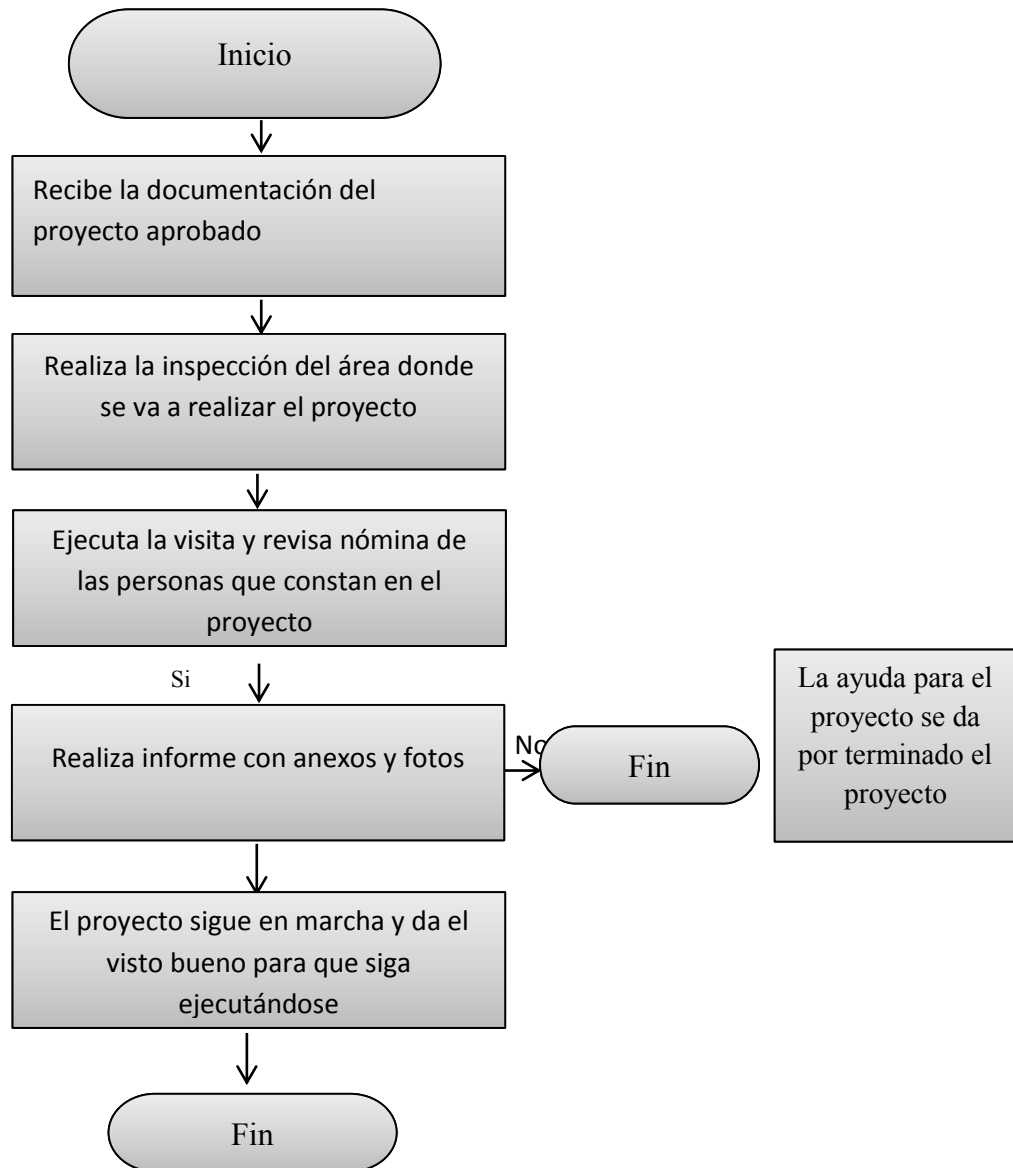 Inicio
Recibe la documentación del
proyecto aprobado
Realiza la inspección del área donde
se va a realizar el proyecto
Ejecuta la visita y revisa nómina de
las personas que constan en el
proyecto
Si
Realiza informe con anexos y fotos
No
Fin
La ayuda para el
proyecto se da
por terminado el
proyecto
El proyecto sigue en marcha y da el
visto bueno para que siga
ejecutándose
Fin